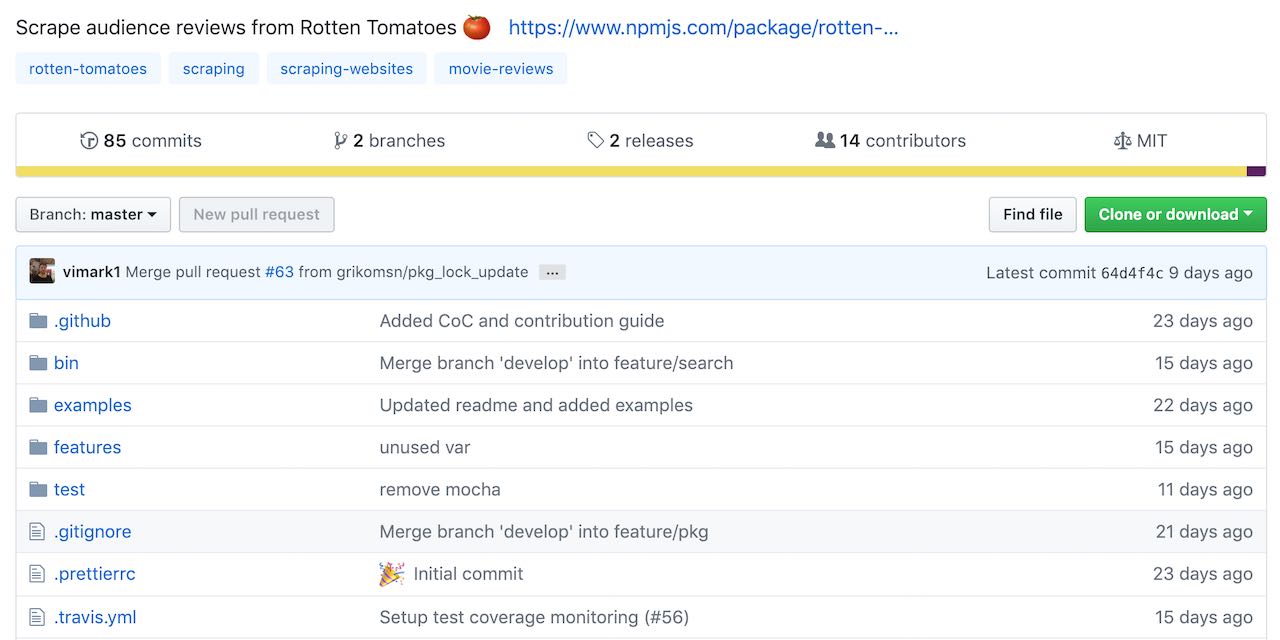 Scrape audience reviews from Rotten Tomatoes 🍅 https://www.npmjs.com/package/rotten-...
rotten-tomatoes scraping scraping-websites movie-reviews
85 commits 2 branches 2 releases 14 contributors MIT
Branch: master New pull request Find file Clone or download
vimark1 Merge pull request #63 from grikomsn/pkg_lock_update ... Latest commit 64d4f4c 9 days ago
.github Added CoC and contribution guide 23 days ago
bin Merge branch 'develop' into feature/search 15 days ago
examples Updated readme and added examples 22 days ago
features unused var 15 days ago
test remove mocha 11 days ago
.gitignore Merge branch 'develop' into feature/pkg 21 days ago
.prettierrc 🎉 Initial commit 23 days ago
.travis.yml Setup test coverage monitoring (#56) 15 days ago